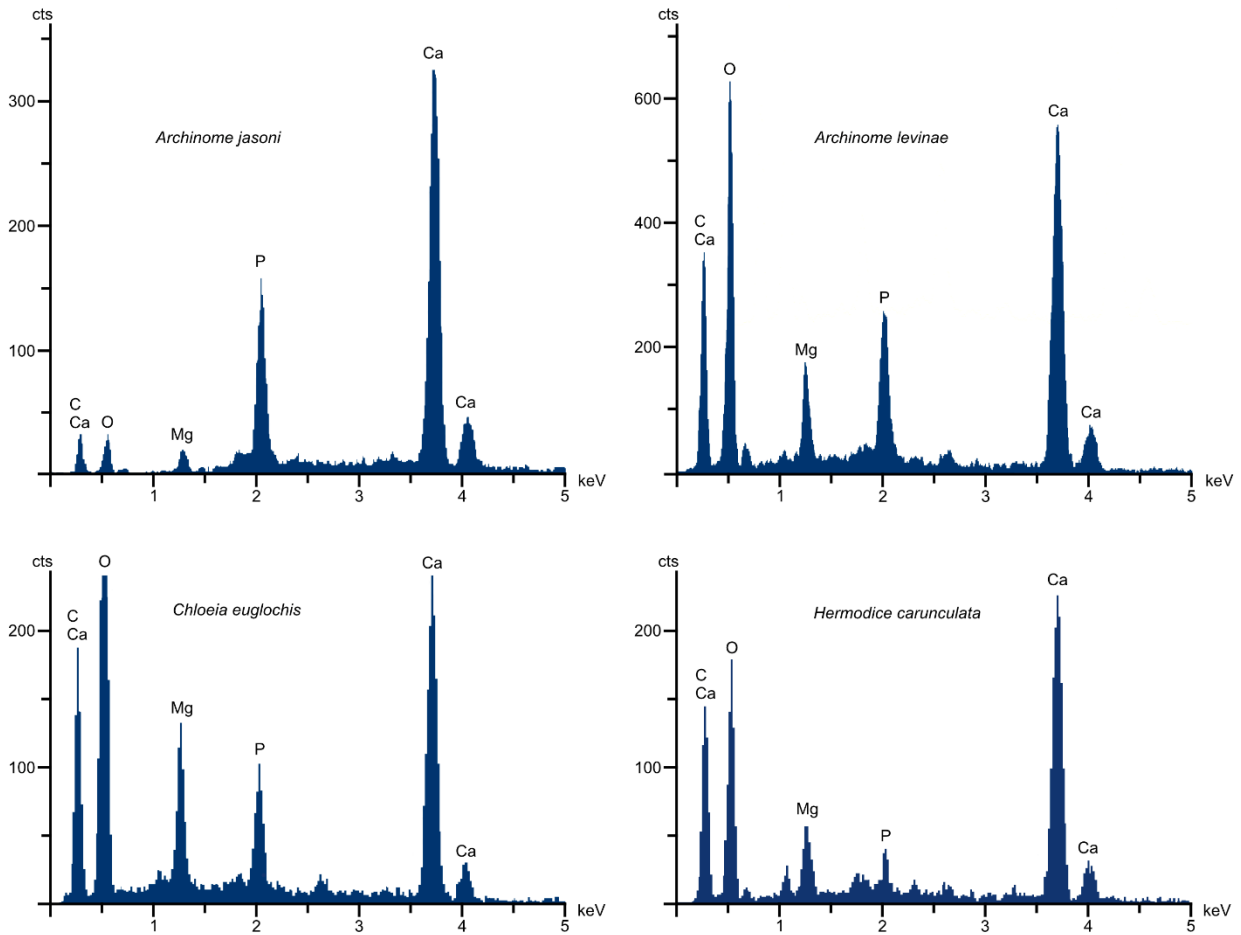 cts
300
200
100
Archinome jasoni
C
Ca
O
Mg
P
Ca
Ca
1
2
3
4
5
keV
cts
600
400
200
Archinome levinae
C
Ca
O
Mg
P
Ca
Ca
1
2
3
4
5
keV
cts
200
100
Chloeia euglochis
C
Ca
O
Mg
P
Ca
Ca
1
2
3
4
5
keV
cts
200
100
Hermodice carunculata
C
Ca
O
Mg
P
Ca
Ca
1
2
3
4
5
keV